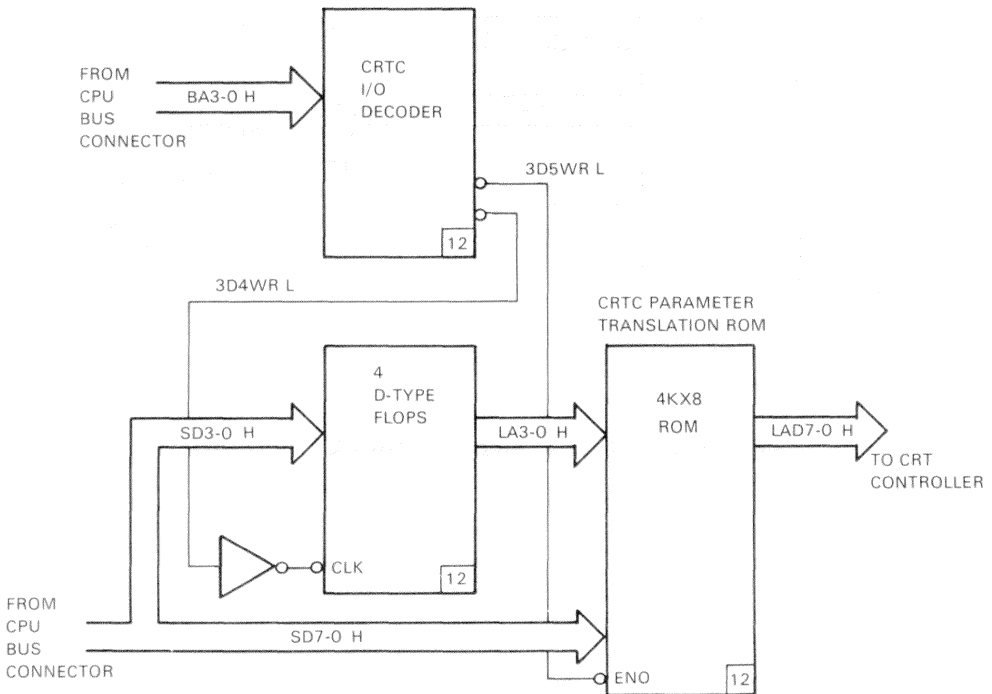 FROM
CPU
BUS
CONNECTOR
BA3-0 H
CRTC
I/O
DECODER
12
3D5WR L
3D4WR L
CRTC PARAMETER
TRANSLATION ROM
SD3-0 H
4
D-TYPE
FLOPS
CLK
12
LA3-0 H
4KX8
ROM
ENO
12
LAD7-0 H
TO CRT
CONTROLLER
FROM
CPU
BUS
CONNECTOR
SD7-0 H